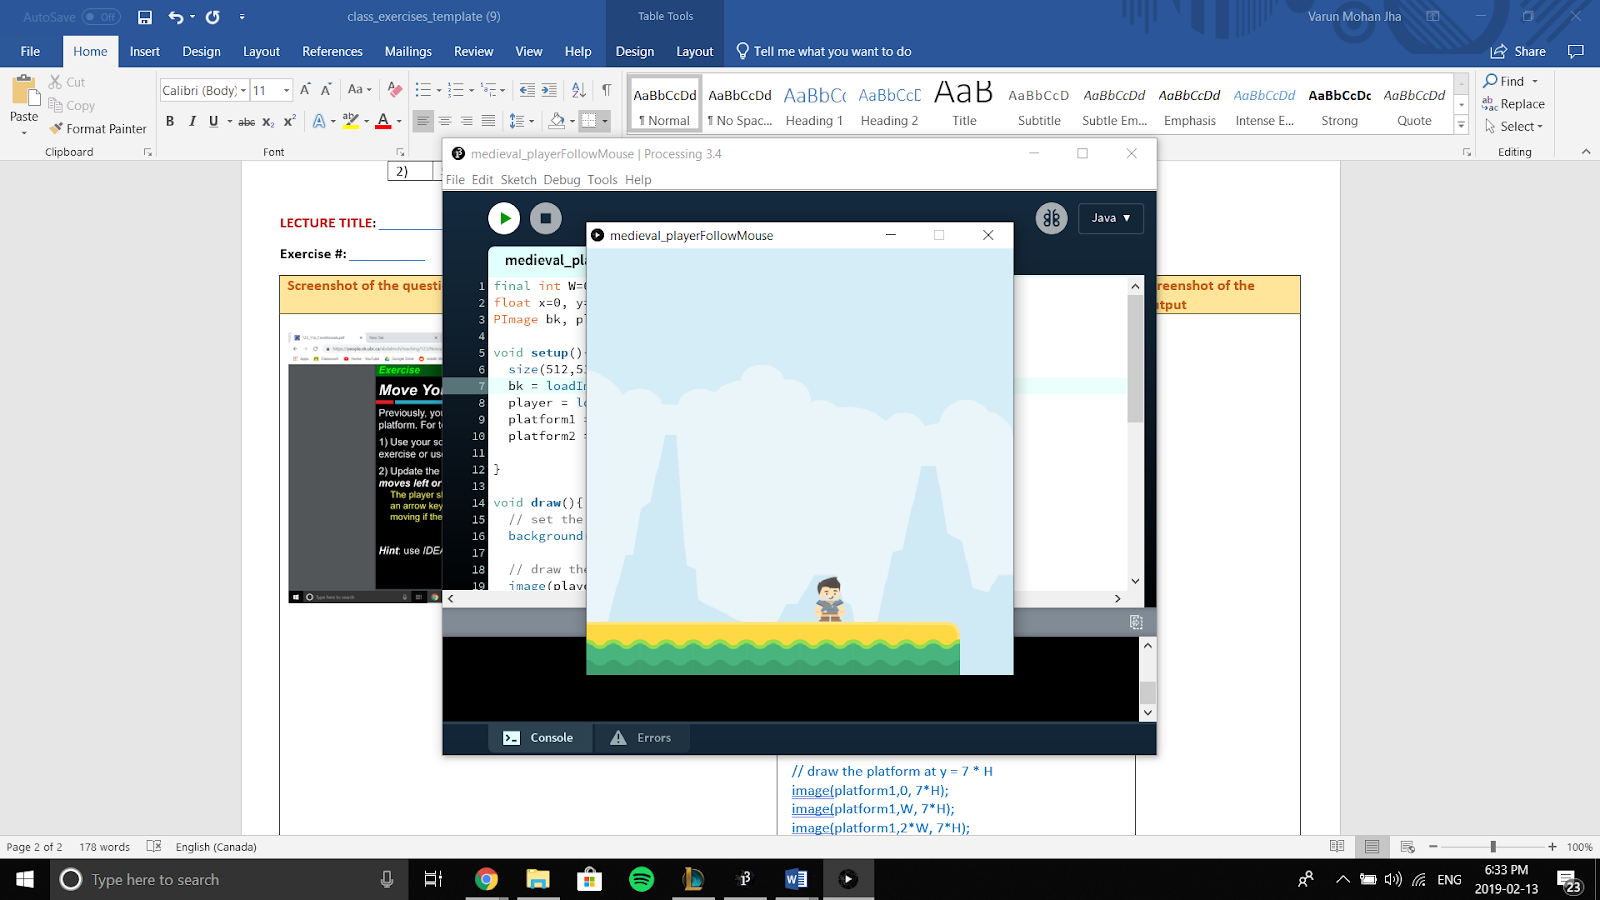 AutoSave Off
class_exercises_template (9)
Table Tools
Varun Mohan Jha
File Home Insert Design Layout References Mailings Review View Help Design Layout Tell me what you want to do Share
Paste
Cut
Copy
Format Painter
Clipboard
Calibri (Body) 11
Font
AaBbCcDd AaBbCcDd AaBbC AaBbCcE AaB AaBbCcD AaBbCcDd AaBbCcDd AaBbCcDd AaBbCcDc AaBbCcDd
¶ Normal ¶ No Spac... Heading 1 Heading 2 Title Subtitle Subtle Em... Emphasis Intense E... Strong Quote
Find
Replace
Select
Editing
2)
LECTURE TITLE:
Exercise #:
Screenshot of the questi
reenshot of the
tput
Exercise
Move Yo
Previously, yo
platform. For t
1) Use your so
exercise or us
2) Update the
moves left or
The player s
an arrow key
moving if the
Hint: use IDEA
medieval_playerFollowMouse | Processing 3.4
File Edit Sketch Debug Tools Help
Java ▼
medieval_pla
1 final int W=
2 float x=0, y=
3 PImage bk, p
4
5 void setup()
6 size(512,5
7 bk = loadI
8 player = l
9 platform1 =
10 platform2 =
11
12 }
13
14 void draw(){
15 // set the
16 background
17
18 // draw the
19 image(play
medieval_playerFollowMouse
Console
Errors
// draw the platform at y = 7 * H
image(platform1,0, 7*H);
image(platform1,W, 7*H);
image(platform1,2*W, 7*H);
Page 2 of 2 178 words English (Canada) 100%
Type here to search
ENG
6:33 PM
2019-02-13
23